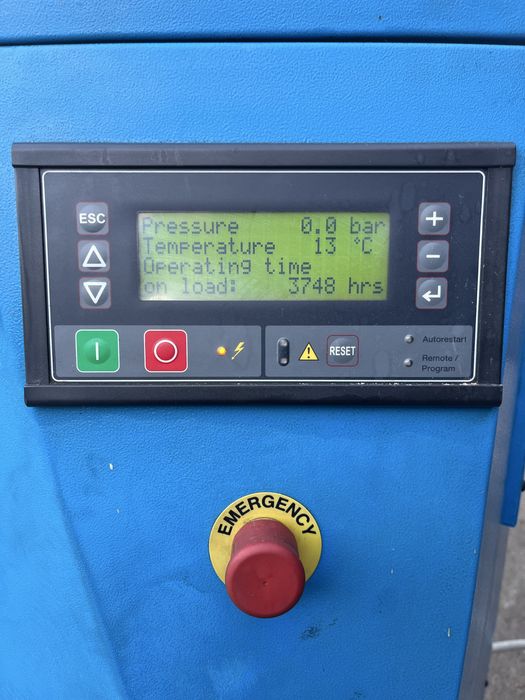 ESC
Pressure 0.0 bar
Temperature 13 °C
Operating time
on load: 3748 hrs
+
−
RESET
Autorestart
Remote /
Program
EMERGENCY